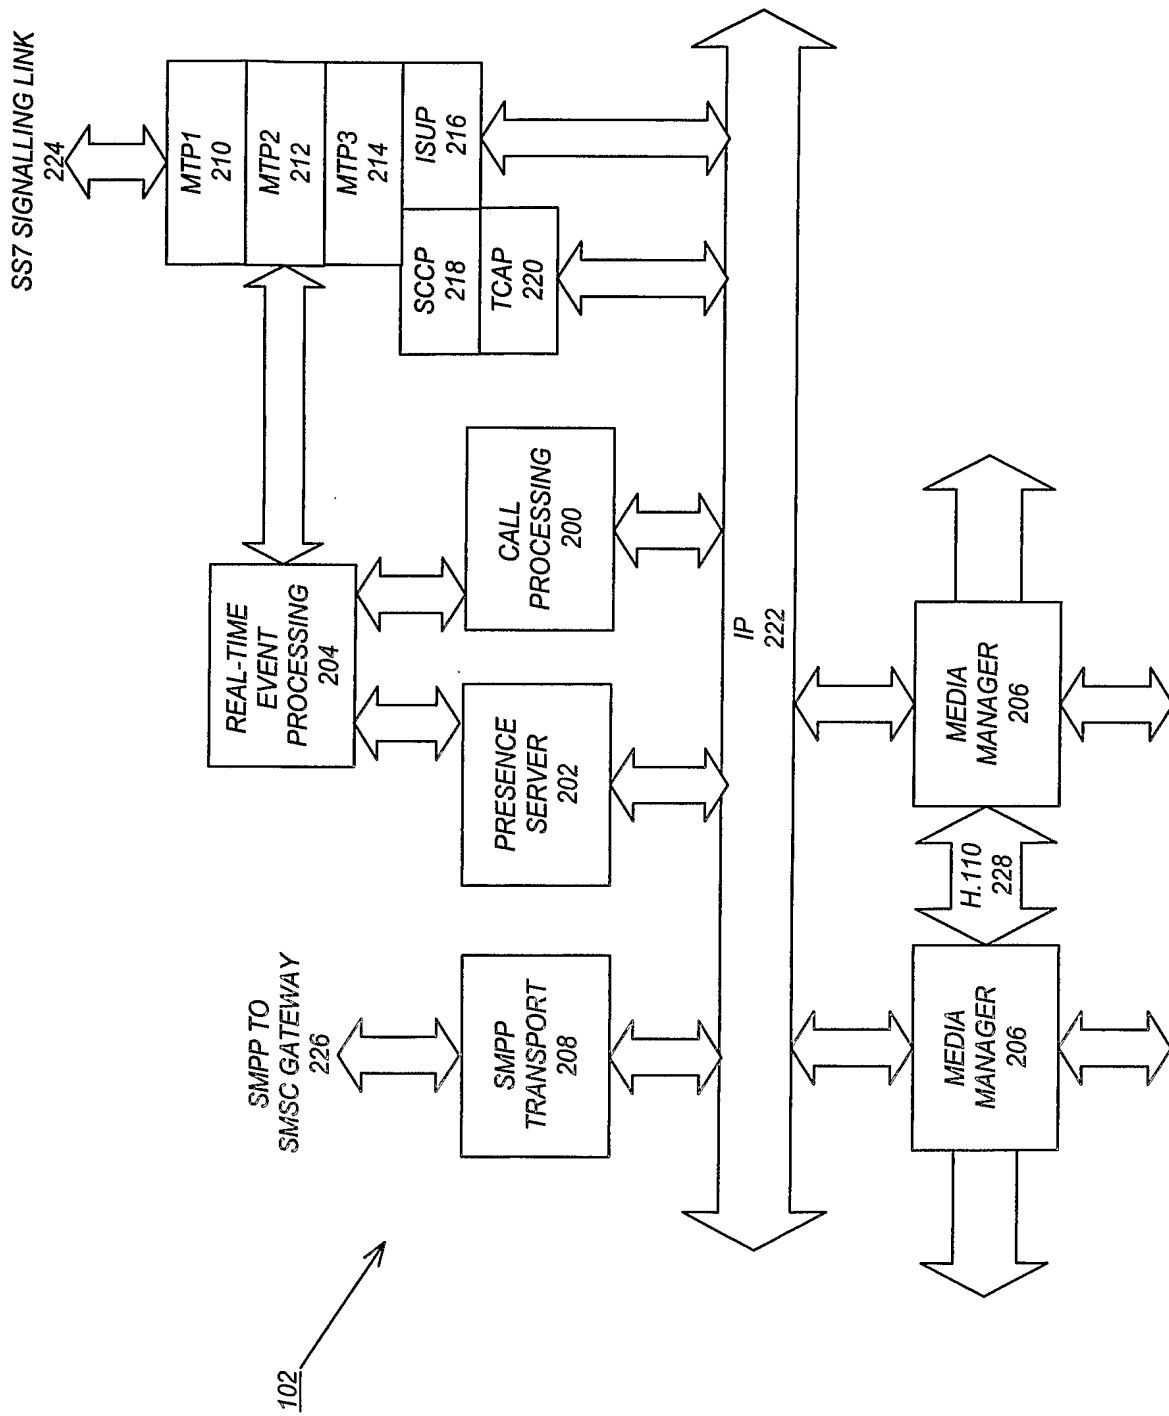 SS7 SIGNALLING LINK
224
MTP1
210
MTP2
212
MTP3
214
ISUP
216
SCCP
218
TCAP
220
REAL-TIME
EVENT
PROCESSING
204
CALL
PROCESSING
200
PRESENCE
SERVER
202
SMPP TO
SMSC GATEWAY
226
SMPP
TRANSPORT
208
IP
222
MEDIA
MANAGER
206
H.110
228
MEDIA
MANAGER
206
102